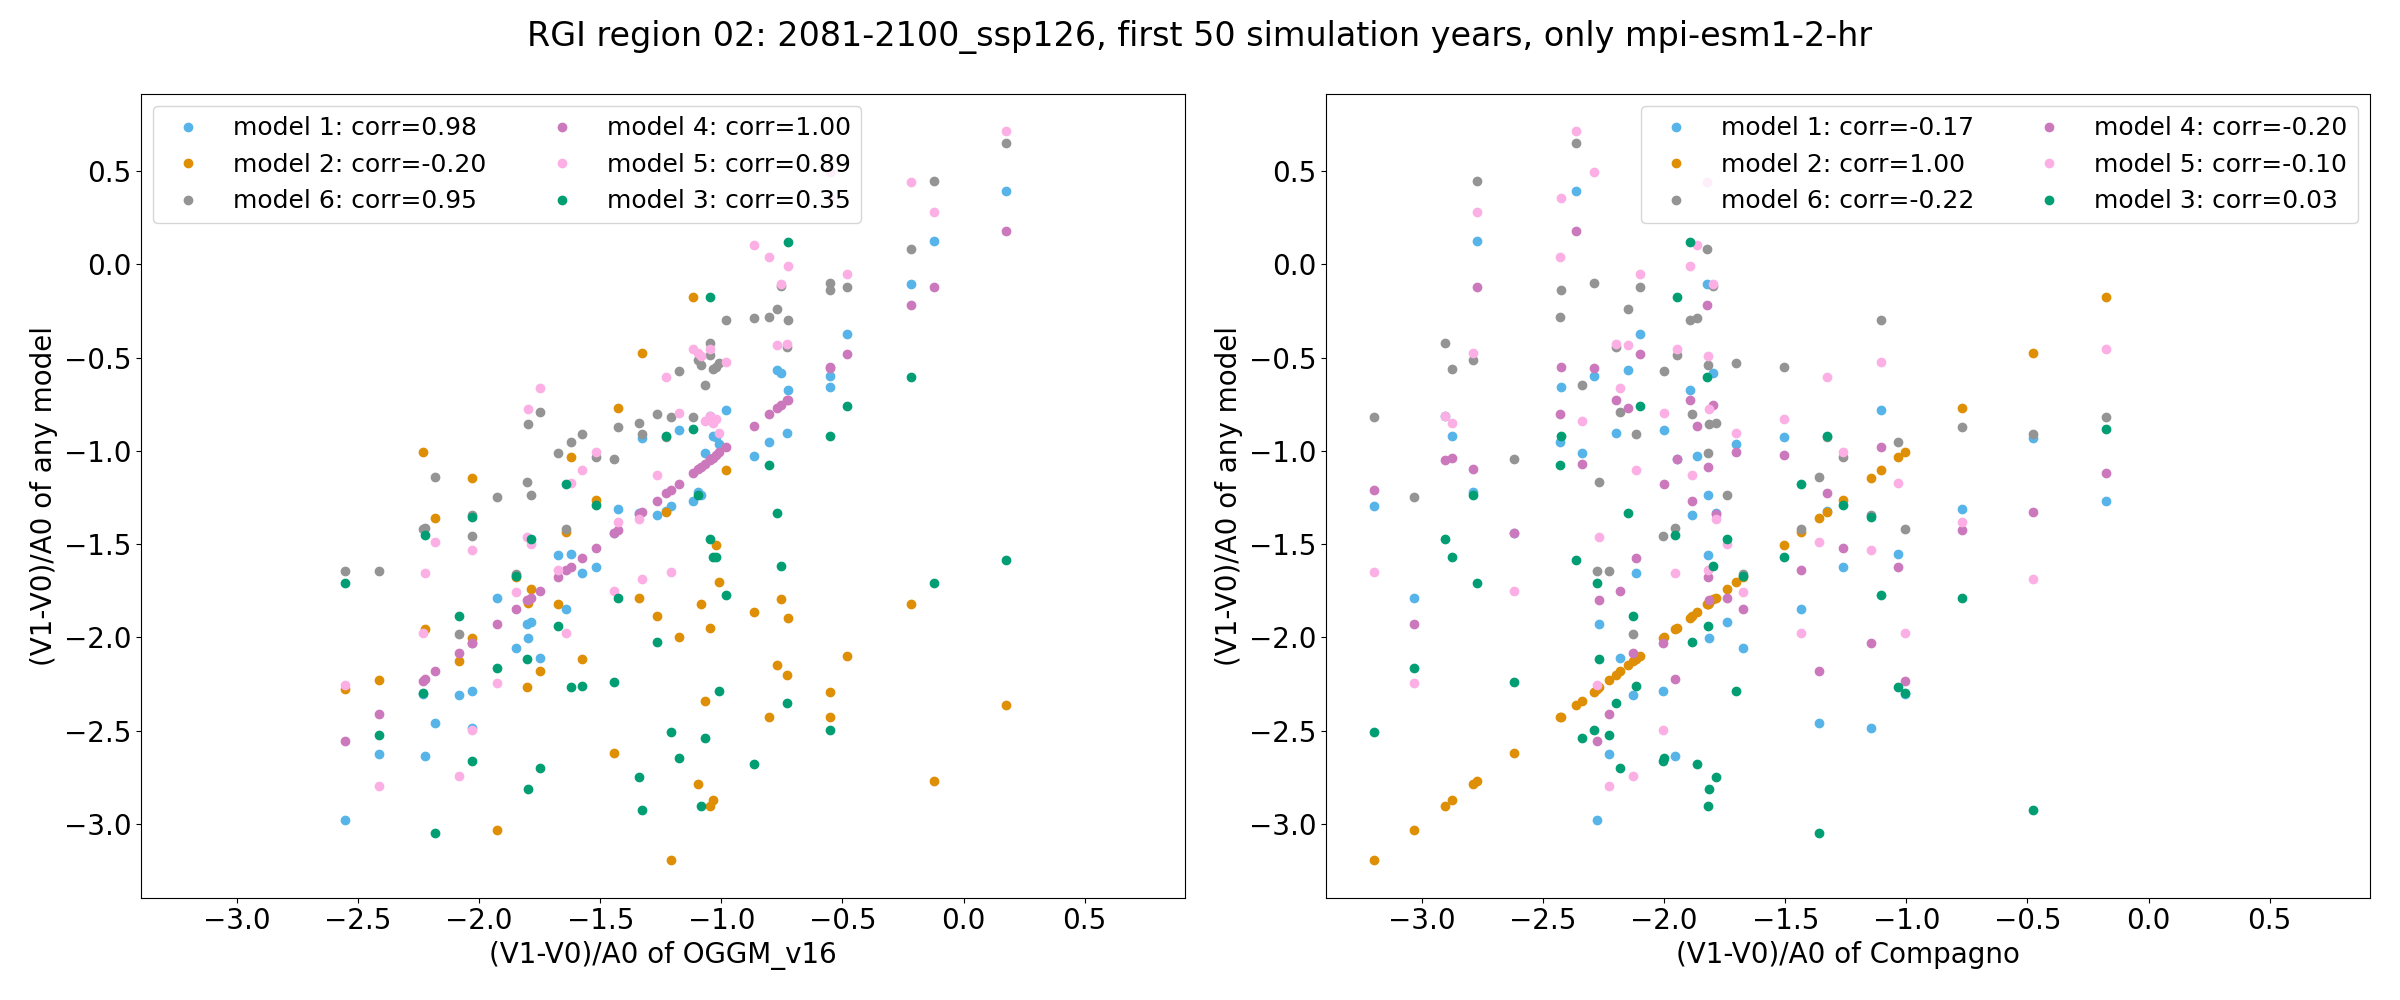 RGI region 02: 2081-2100_ssp126, first 50 simulation years, only mpi-esm1-2-hr
model 1: corr=0.98
model 2: corr=-0.20
model 6: corr=0.95
model 4: corr=1.00
model 5: corr=0.89
model 3: corr=0.35
(V1-V0)/A0 of any model
0.5
0.0
−0.5
−1.0
−1.5
−2.0
−2.5
−3.0
−3.0 −2.5 −2.0 −1.5 −1.0 −0.5 0.0 0.5
(V1-V0)/A0 of OGGM_v16
model 1: corr=-0.17
model 2: corr=1.00
model 6: corr=-0.22
model 4: corr=-0.20
model 5: corr=-0.10
model 3: corr=0.03
(V1-V0)/A0 of any model
0.5
0.0
−0.5
−1.0
−1.5
−2.0
−2.5
−3.0
−3.0 −2.5 −2.0 −1.5 −1.0 −0.5 0.0 0.5
(V1-V0)/A0 of Compagno